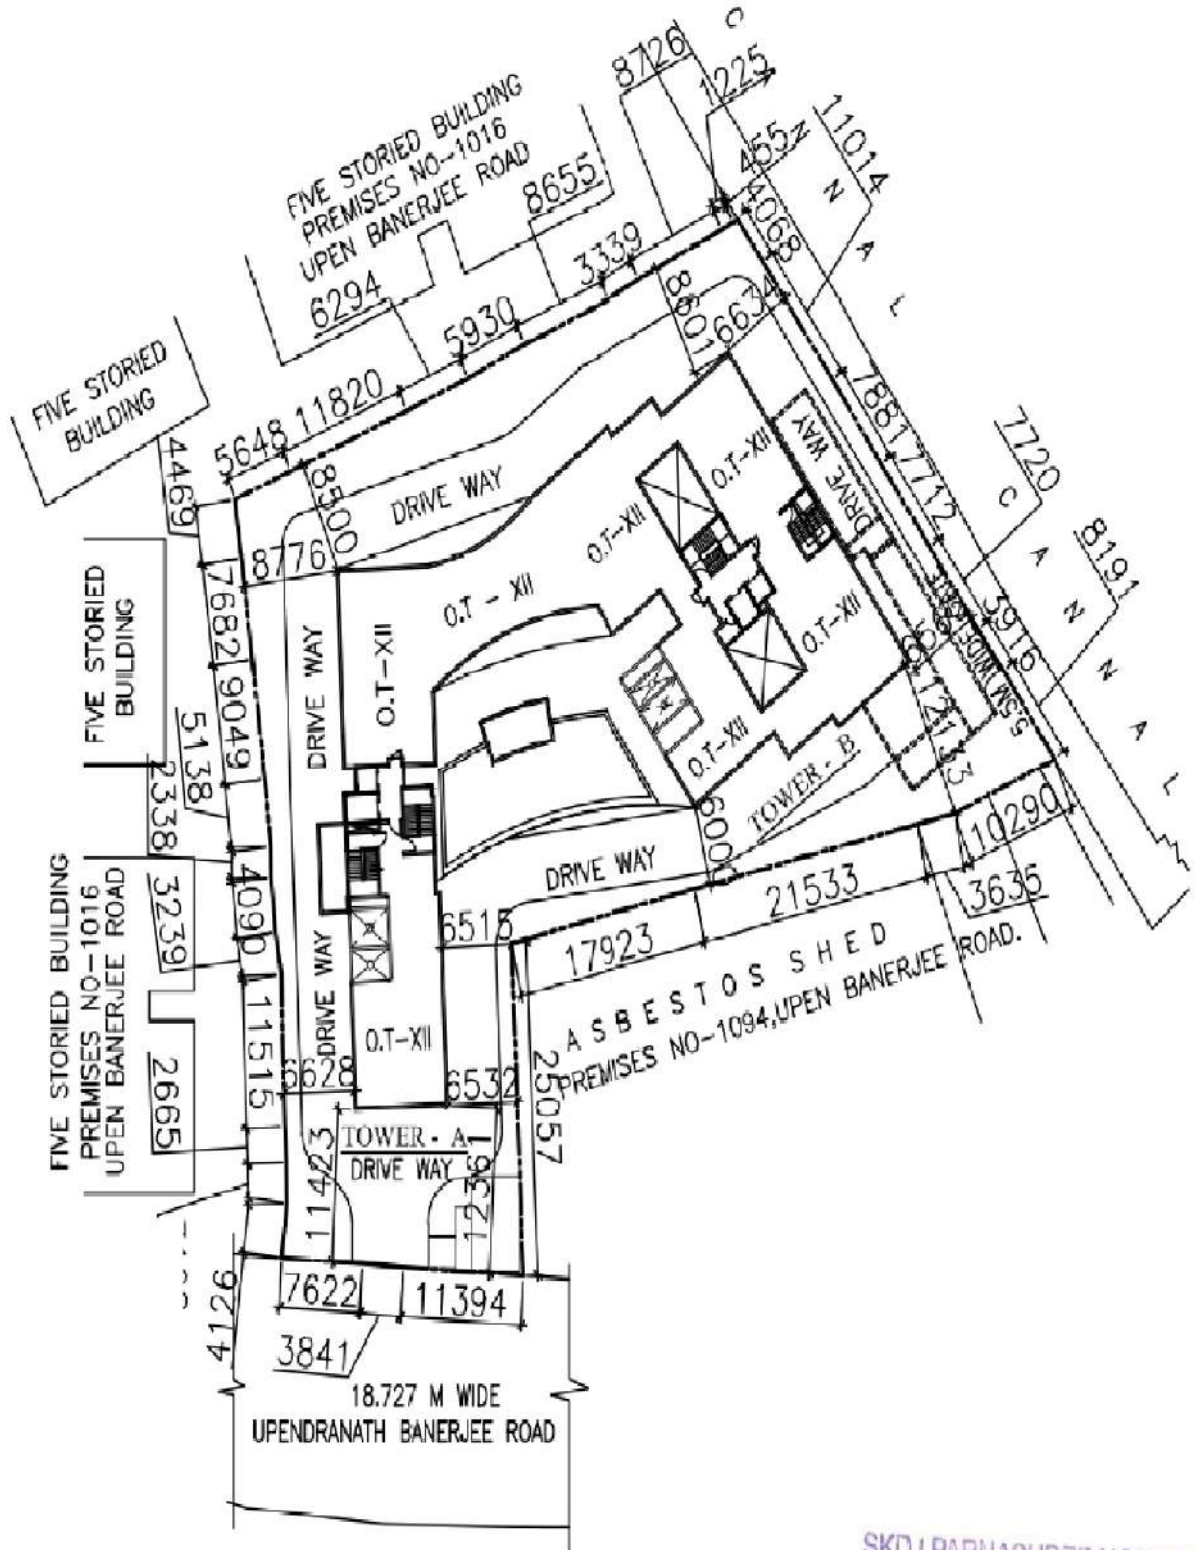 C
8726
1225
FIVE STORIED BUILDING
PREMISES NO-1016
UPEN BANERJEE ROAD
11014
455
N
8655
4068
N
3339
A
6294
8601
L
5930
6634
FIVE STORIED
BUILDING
11820
7881
5648
O.T-XII
DRIVE WAY
7720
4469
8500
DRIVE WAY
7712
C
O.T-XII
8776
8191
A
FIVE STORIED
BUILDING
7682
O.T - XII
5916
N
O.T-XII
DRIVE WAY
O.T-XII
N
9049
12133
5138
A
O.T-XII
TOWER - B
2338
L
6001
10290
DRIVE WAY
4090
FIVE STORIED BUILDING
PREMISES NO-1016
UPEN BANERJEE ROAD
3239
21533
3635
6515
17923
DRIVE WAY
ASBESTOS SHED
PREMISES NO-1094,UPEN BANERJEE ROAD.
11515
O.T-XII
2665
6628
6532
25057
TOWER - A
DRIVE WAY
11423
12361
4126
7622
11394
3841
18.727 M WIDE
UPENDRANATH BANERJEE ROAD